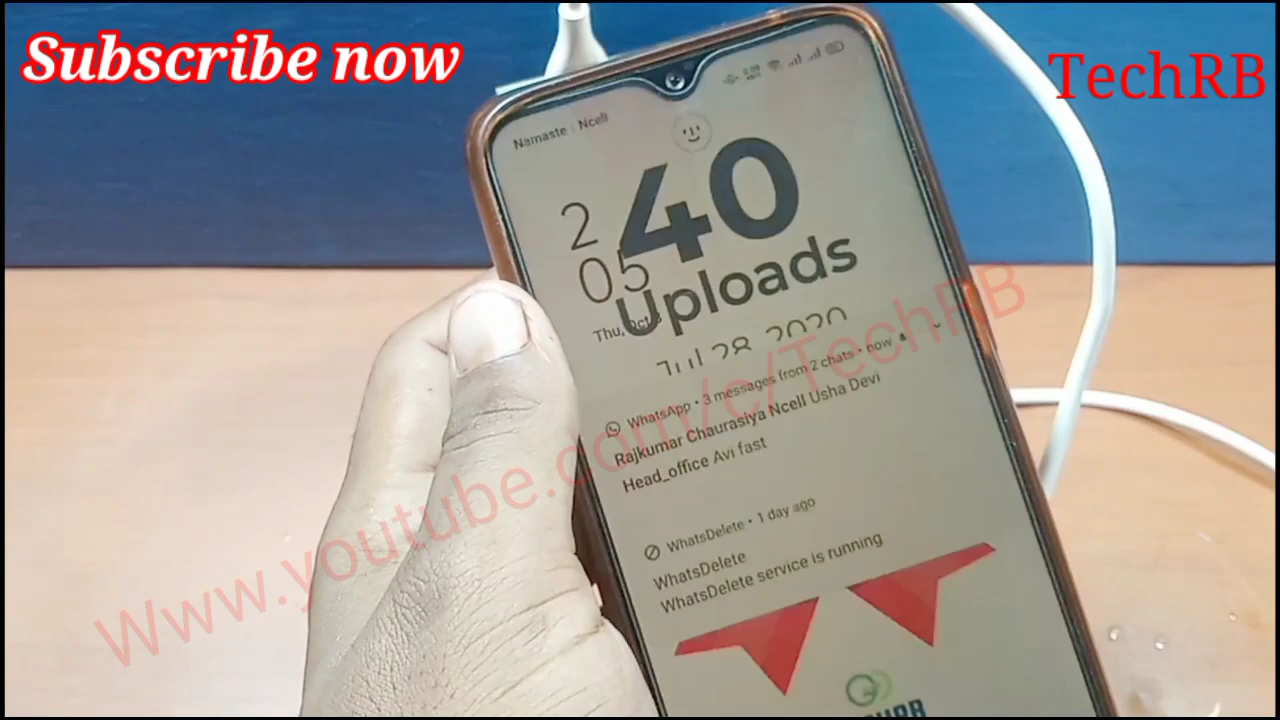 Subscribe now
TechRB
Namaste | Ncell
40
2
05
Uploads
Thu, Oct
Jul 28 2020
WhatsApp • 3 messages from 2 chats • now
Rajkumar Chaurasiya Ncell Usha Devi
Head_office Avi fast
WhatsDelete • 1 day ago
WhatsDelete
WhatsDelete service is running
Www.youtube.com/c/TechRB